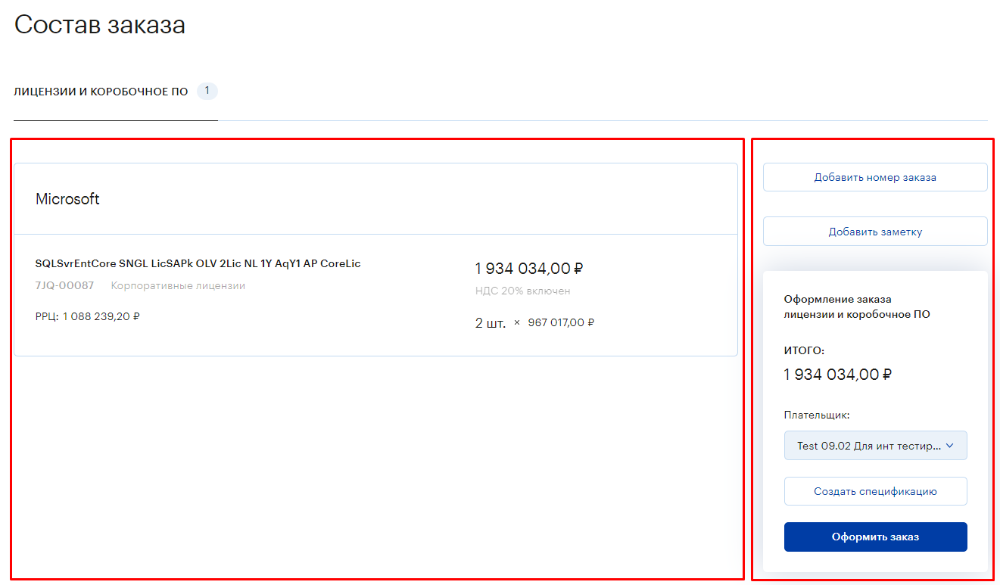 Состав заказа
ЛИЦЕНЗИИ И КОРОБОЧНОЕ ПО 1
Microsoft
SQLSvrEntCore SNGL LicSAPk OLV 2Lic NL 1Y AqY1 AP CoreLic
7JQ-00087 Корпоративные лицензии
РРЦ: 1 088 239,20 ₽
1 934 034,00 ₽
НДС 20% включен
2 шт. × 967 017,00 ₽
Добавить номер заказа
Добавить заметку
Оформление заказа
лицензии и коробочное ПО
ИТОГО:
1 934 034,00 ₽
Плательщик:
Test 09.02 Для инт тестир...
Создать спецификацию
Оформить заказ